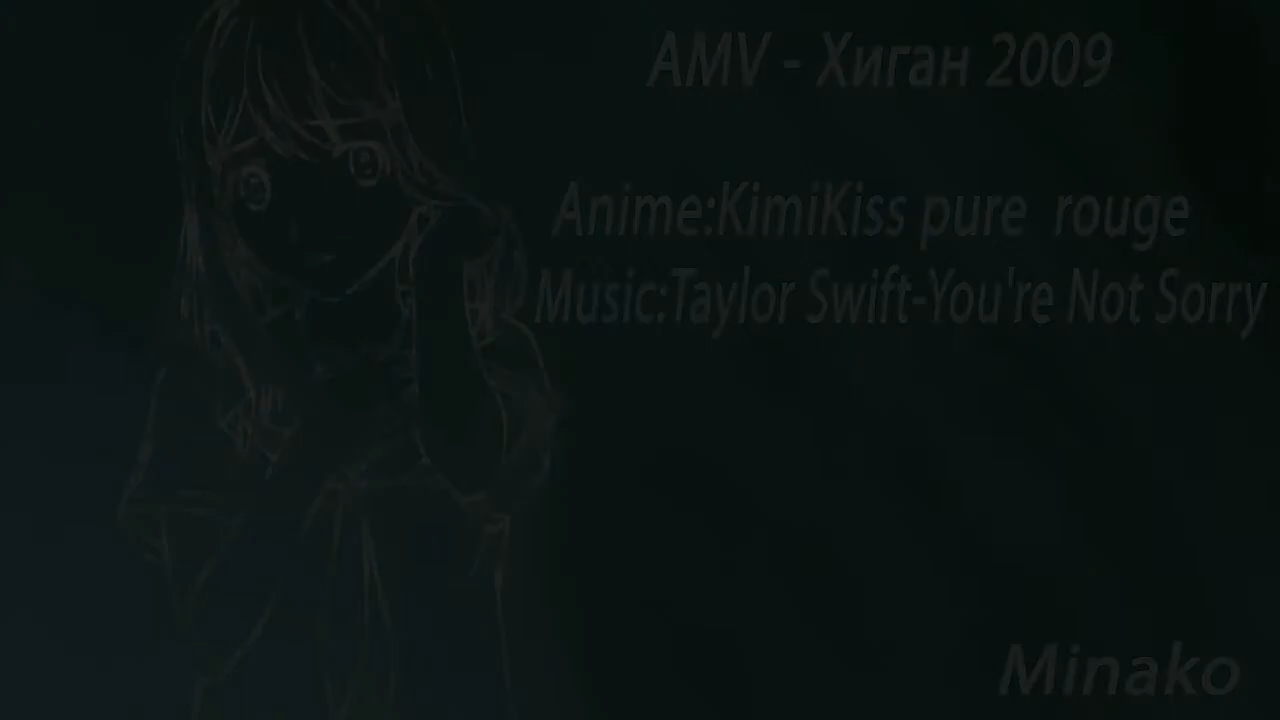 AMV - Хиган 2009
Anime:KimiKiss pure rouge
Music:Taylor Swift-You're Not Sorry
Minako